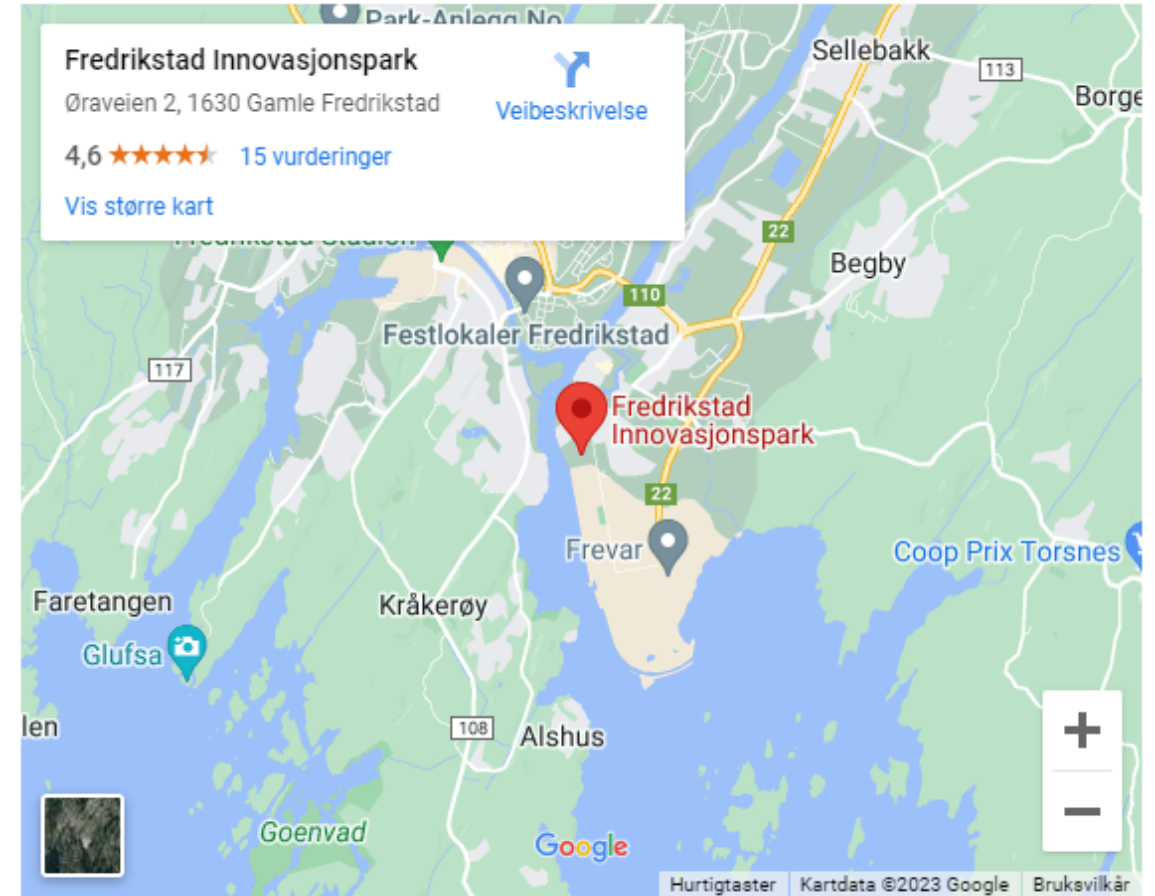 Park-Anlegg No
Fredrikstad Innovasjonspark
Øraveien 2, 1630 Gamle Fredrikstad
Veibeskrivelse
4,6
15 vurderinger
Vis større kart
Sellebakk
113
Borge
22
Fredrikstad Stadion
Begby
110
Festlokaler Fredrikstad
117
Fredrikstad
Innovasjonspark
22
Frevar
Coop Prix Torsnes
Faretangen
Kråkerøy
Glufsa
len
108
Alshus
Goenvad
Google
Hurtigtaster
Kartdata ©2023 Google
Bruksvilkår